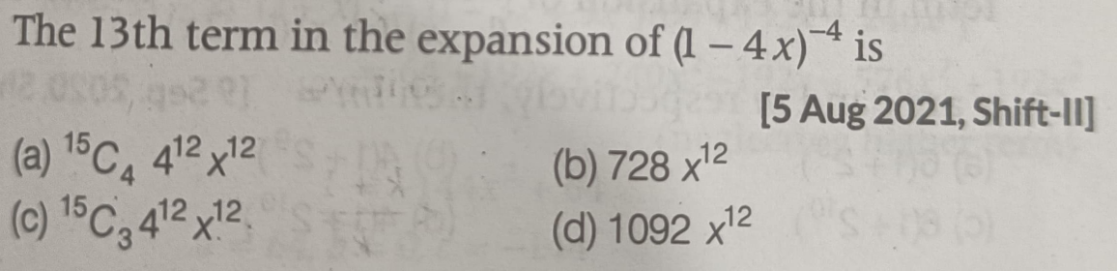 The 13th term in the expansion of (1 – 4x)⁻⁴ is
[5 Aug 2021, Shift-II]
(a) ¹⁵C₄ 4¹² x¹² (b) 728 x¹²
(c) ¹⁵C₃ 4¹² x¹² (d) 1092 x¹²